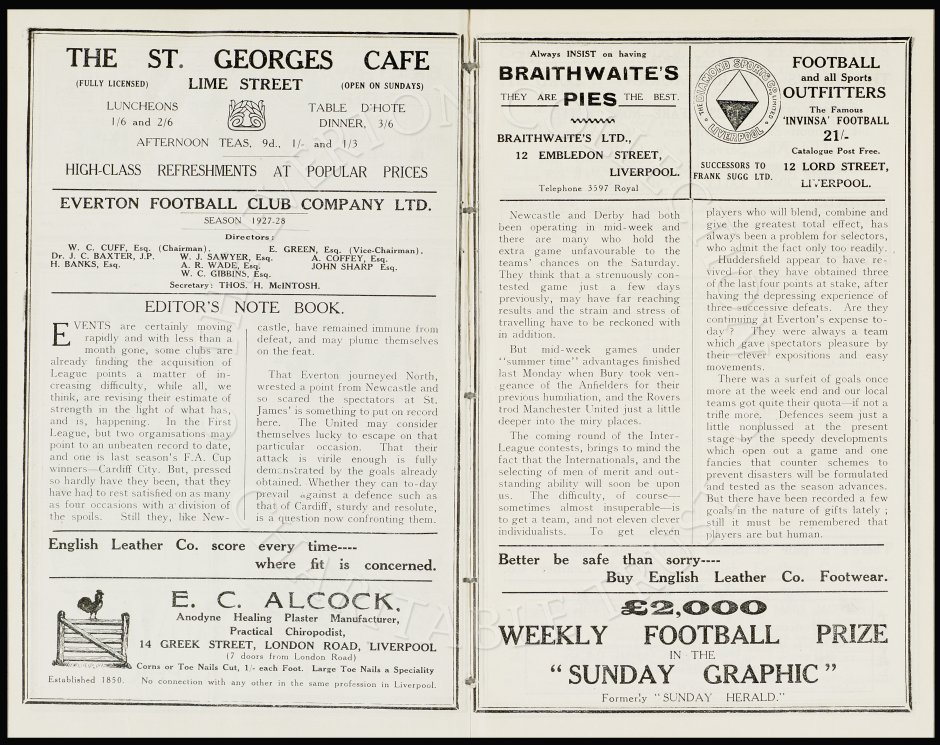 THE ST. GEORGES CAFE
(FULLY LICENSED) LIME STREET (OPEN ON SUNDAYS)
LUNCHEONS
1/6 and 2/6
TABLE D'HOTE
DINNER, 3/6
AFTERNOON TEAS, 9d., 1/- and 1/3
HIGH-CLASS REFRESHMENTS AT POPULAR PRICES
EVERTON FOOTBALL CLUB COMPANY LTD.
SEASON 1927-28
Directors:
W. C. CUFF, Esq. (Chairman). E. GREEN, Esq. (Vice-Chairman).
Dr. J. C. BAXTER, J.P. W. J. SAWYER, Esq. A. COFFEY, Esq.
H. BANKS, Esq. A. R. WADE, Esq. JOHN SHARP Esq.
W. C. GIBBINS, Esq.
Secretary: THOS. H. McINTOSH.
EDITOR'S NOTE BOOK.
EVENTS are certainly moving
rapidly and with less than a
month gone, some clubs are
already finding the acquisition of
League points a matter of in-
creasing difficulty, while all, we
think, are revising their estimate of
strength in the light of what has,
and is, happening. In the First
League, but two organisations may
point to an unbeaten record to date,
and one is last season's F.A. Cup
winners—Cardiff City. But, pressed
so hardly have they been, that they
have had to rest satisfied on as many
as four occasions with a division of
the spoils. Still they, like New-
castle, have remained immune from
defeat, and may plume themselves
on the feat.
That Everton journeyed North,
wrested a point from Newcastle and
so scared the spectators at St.
James' is something to put on record
here. The United may consider
themselves lucky to escape on that
particular occasion. That their
attack is virile enough is fully
demonstrated by the goals already
obtained. Whether they can to-day
prevail against a defence such as
that of Cardiff, sturdy and resolute,
is a question now confronting them.
English Leather Co. score every time----
where fit is concerned.
E. C. ALCOCK,
Anodyne Healing Plaster Manufacturer,
Practical Chiropodist,
14 GREEK STREET, LONDON ROAD, LIVERPOOL
(7 doors from London Road)
Corns or Toe Nails Cut, 1/- each Foot. Large Toe Nails a Speciality
Established 1850. No connection with any other in the same profession in Liverpool.
Always INSIST on having
BRAITHWAITE'S
THEY ARE PIES THE BEST.
BRAITHWAITE'S LTD.,
12 EMBLEDON STREET,
LIVERPOOL.
Telephone 3597 Royal
THE DIAMOND SPORTS CO. LIMITED
LIVERPOOL
SUCCESSORS TO
FRANK SUGG LTD.
FOOTBALL
and all Sports
OUTFITTERS
The Famous
'INVINSA' FOOTBALL
21/-
Catalogue Post Free.
12 LORD STREET,
LIVERPOOL.
Newcastle and Derby had both
been operating in mid-week and
there are many who hold the
extra game unfavourable to the
teams' chances on the Saturday.
They think that a strenuously con-
tested game just a few days
previously, may have far reaching
results and the strain and stress of
travelling have to be reckoned with
in addition.
But mid-week games under
"summer time" advantages finished
last Monday when Bury took ven-
geance of the Anfielders for their
previous humiliation, and the Rovers
trod Manchester United just a little
deeper into the miry places.
The coming round of the Inter-
League contests, brings to mind the
fact that the Internationals, and the
selecting of men of merit and out-
standing ability will soon be upon
us. The difficulty, of course—
sometimes almost insuperable—is
to get a team, and not eleven clever
individualists. To get eleven
players who will blend, combine and
give the greatest total effect, has
always been a problem for selectors,
who admit the fact only too readily.
Huddersfield appear to have re-
vived for they have obtained three
of the last four points at stake, after
having the depressing experience of
three successive defeats. Are they
continuing at Everton's expense to-
day? They were always a team
which gave spectators pleasure by
their clever expositions and easy
movements.
There was a surfeit of goals once
more at the week end and our local
teams got quite their quota—if not a
trifle more. Defences seem just a
little nonplussed at the present
stage by the speedy developments
which open out a game and one
fancies that counter schemes to
prevent disasters will be formulated
and tested as the season advances.
But there have been recorded a few
goals in the nature of gifts lately;
still it must be remembered that
players are but human.
Better be safe than sorry----
Buy English Leather Co. Footwear.
£2,000
WEEKLY FOOTBALL PRIZE
IN THE
"SUNDAY GRAPHIC"
Formerly "SUNDAY HERALD."